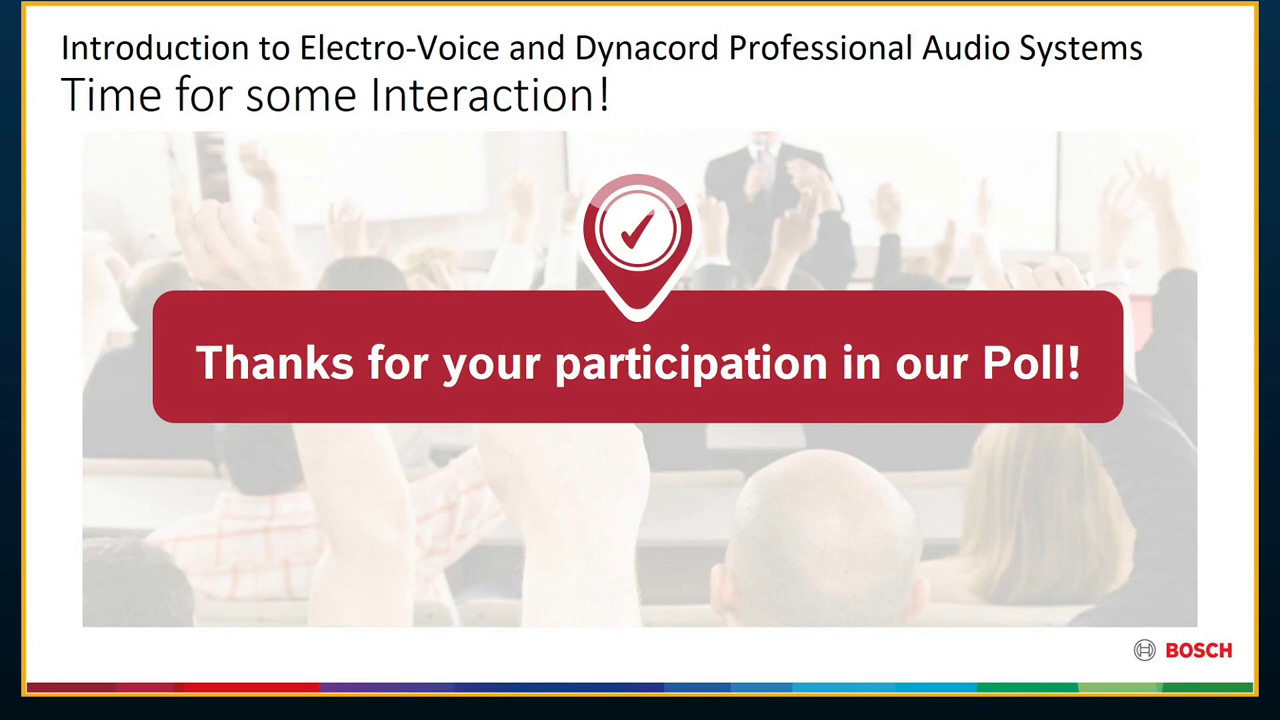 Introduction to Electro-Voice and Dynacord Professional Audio Systems
Time for some Interaction!
Thanks for your participation in our Poll!
BOSCH